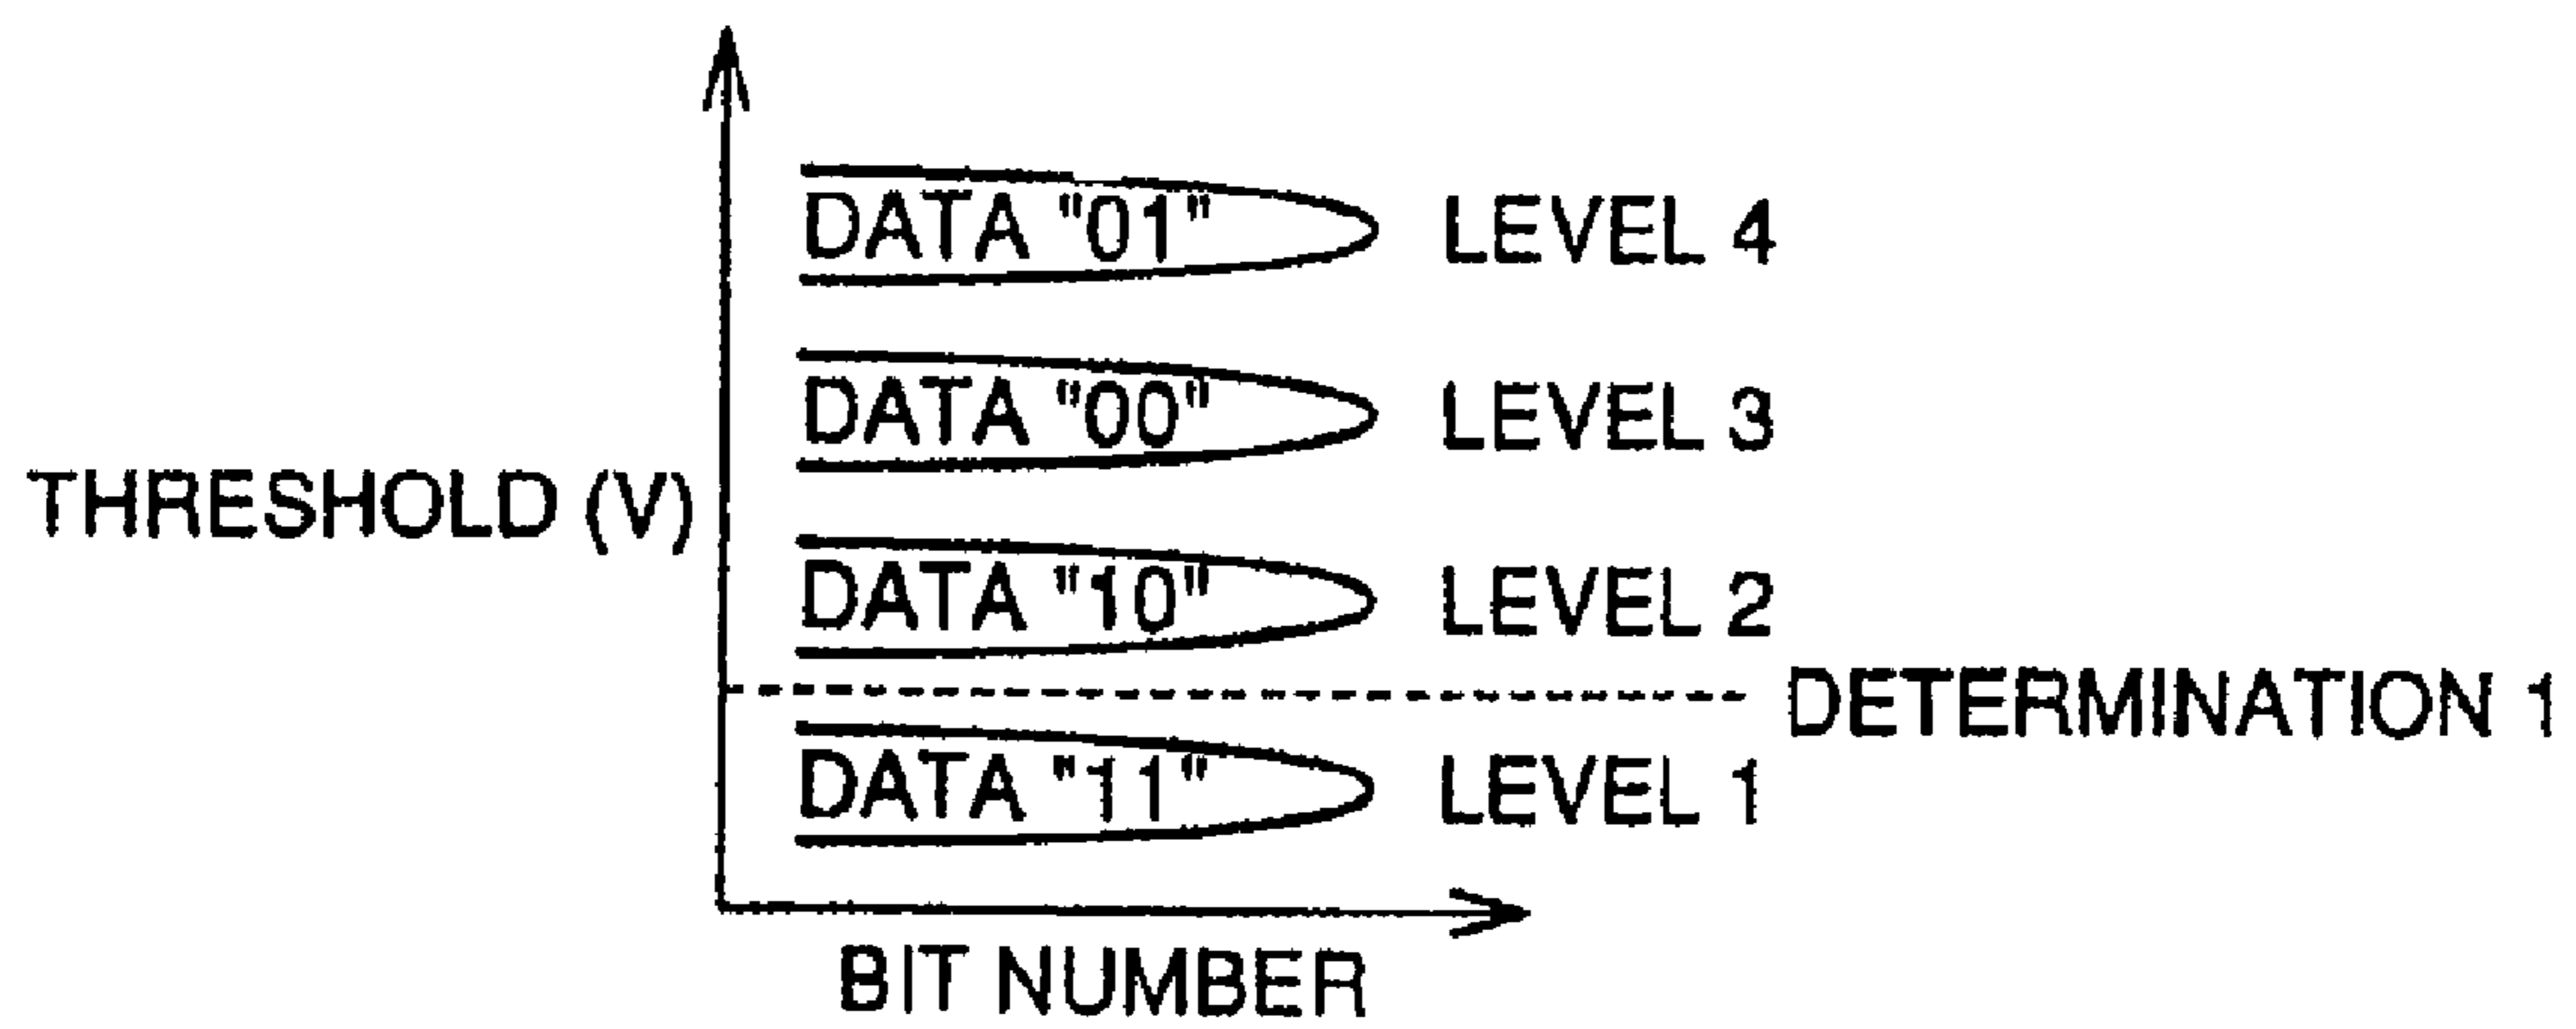 DATA "01" LEVEL 4
DATA "00" LEVEL 3
THRESHOLD (V)
DATA "10" LEVEL 2
DETERMINATION 1
DATA "11" LEVEL 1
BIT NUMBER